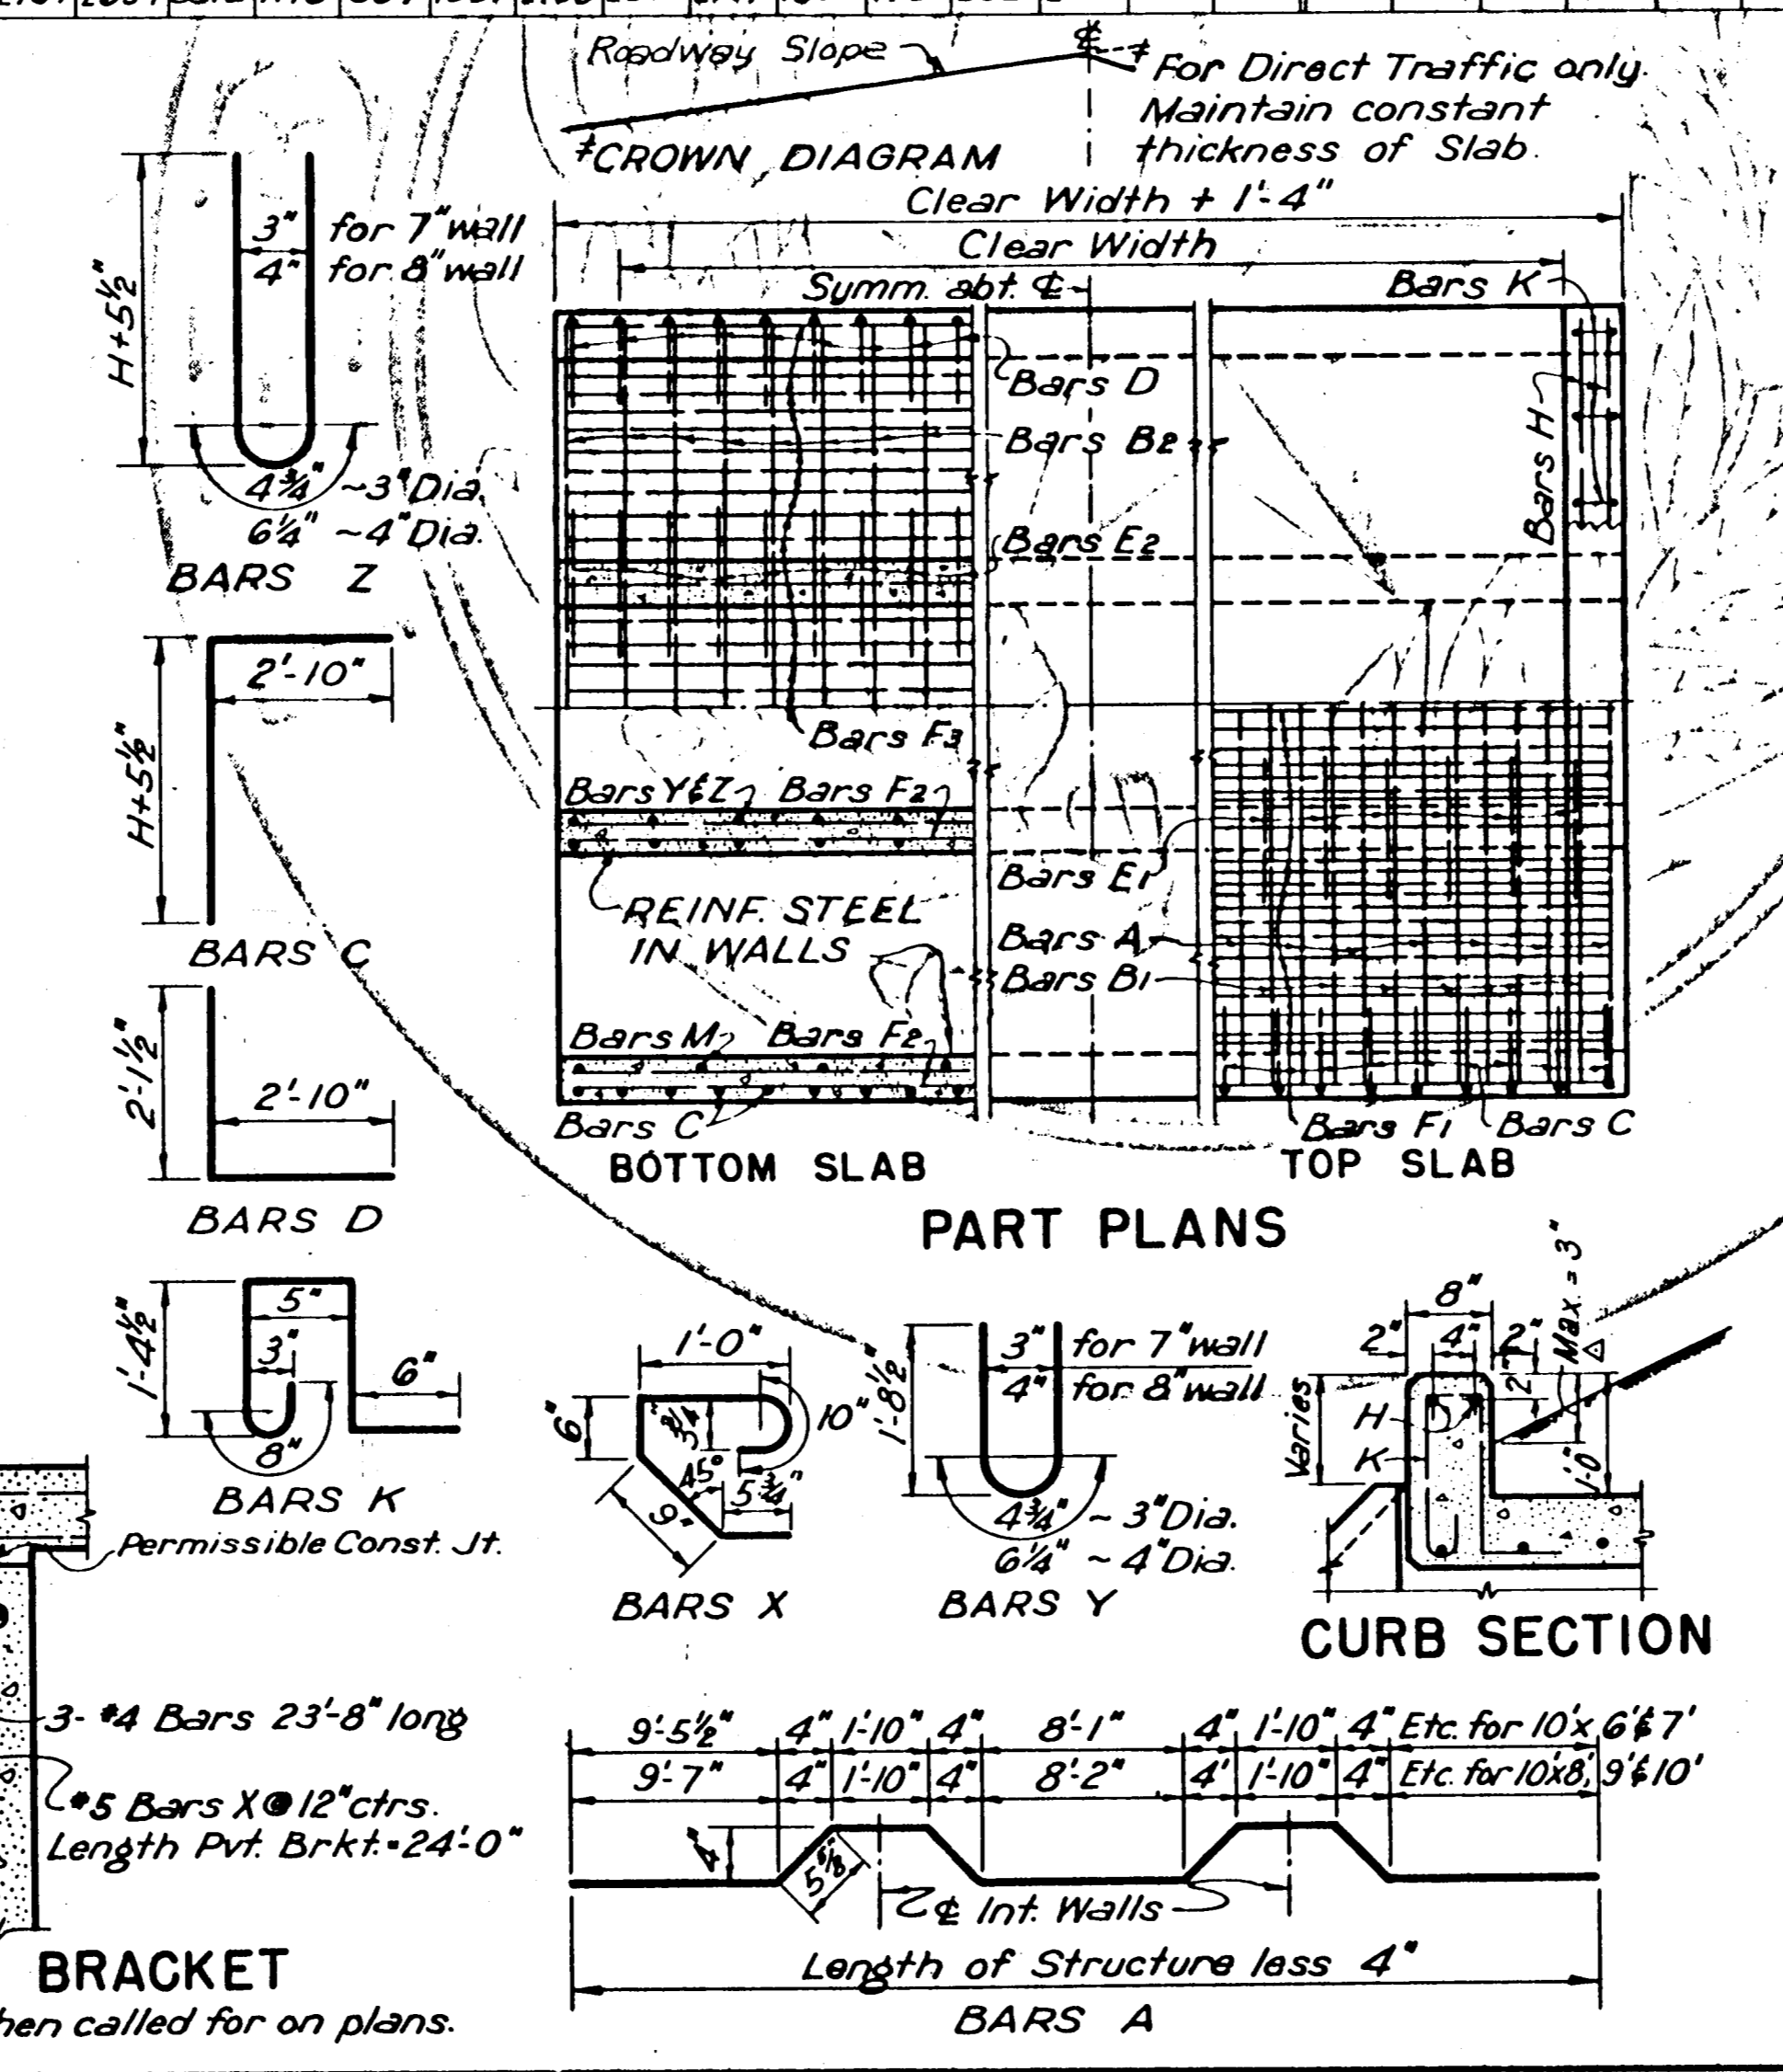 Roadway Slope
℄
‡ For Direct Traffic only.
Maintain constant
thickness of Slab.
‡CROWN DIAGRAM
Clear Width + 1'-4"
Clear Width
Symm. abt. ℄
Bars K
3" for 7" wall
4" for 8" wall
H+5½"
4¾" ~3" Dia.
6¼" ~4" Dia.
BARS Z
Bars D
Bars B2
Bars E2
Bars H
Bars F3
2'-10"
H+5½"
BARS C
Bars Y&Z
Bars F2
REINF. STEEL
IN WALLS
Bars E1
Bars A
Bars B1
Bars M
Bars F2
Bars C
Bars F1
Bars C
BOTTOM SLAB
TOP SLAB
PART PLANS
2'-1½"
2'-10"
BARS D
1'-4½"
5"
3"
6"
8"
BARS K
Permissible Const. Jt.
1'-0"
6"
3¾"
10"
45°
5¾"
9"
BARS X
1'-8½"
3" for 7" wall
4" for 8" wall
4¾" ~ 3" Dia.
6¼" ~ 4" Dia.
BARS Y
8"
2" 4" 2"
2"
Max. = 3"
△
Varies
H
K
1'-0"
CURB SECTION
3- #4 Bars 23'-8" long
#5 Bars X @ 12" ctrs.
Length Pvt. Brkt. = 24'-0"
BRACKET
hen called for on plans.
9'-5½" 4" 1'-10" 4" 8'-1" 4" 1'-10" 4" Etc. for 10'x 6'& 7'
9'-7" 4" 1'-10" 4" 8'-2" 4' 1'-10" 4" Etc. for 10'x8', 9'& 10'
4"
5⅝"
℄ Int. Walls
Length of Structure less 4"
BARS A